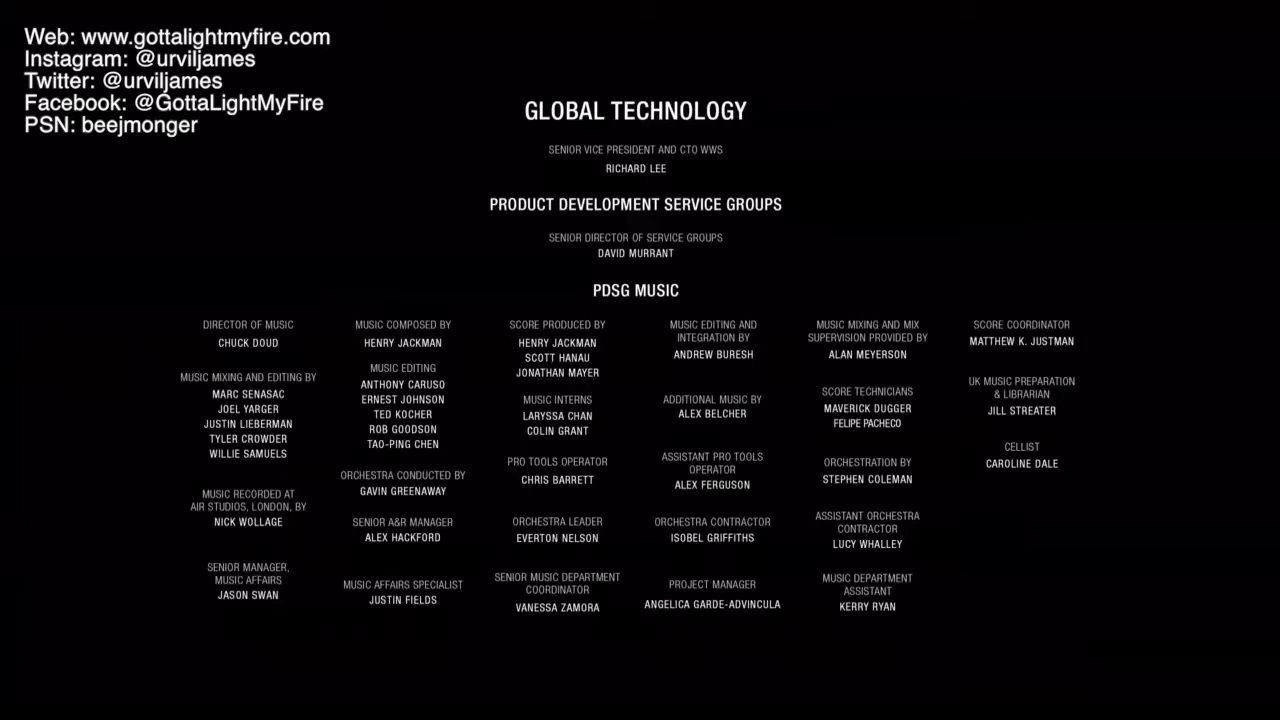 Web: www.gottalightmyfire.com
Instagram: @urviljames
Twitter: @urviljames
Facebook: @GottaLightMyFire
PSN: beejmonger
GLOBAL TECHNOLOGY
SENIOR VICE PRESIDENT AND CTO WWS
RICHARD LEE
PRODUCT DEVELOPMENT SERVICE GROUPS
SENIOR DIRECTOR OF SERVICE GROUPS
DAVID MURRANT
PDSG MUSIC
DIRECTOR OF MUSIC
CHUCK DOUD
MUSIC MIXING AND EDITING BY
MARC SENASAC
JOEL YARGER
JUSTIN LIEBERMAN
TYLER CROWDER
WILLIE SAMUELS
MUSIC RECORDED AT
AIR STUDIOS, LONDON, BY
NICK WOLLAGE
SENIOR MANAGER,
MUSIC AFFAIRS
JASON SWAN
MUSIC COMPOSED BY
HENRY JACKMAN
MUSIC EDITING
ANTHONY CARUSO
ERNEST JOHNSON
TED KOCHER
ROB GOODSON
TAO-PING CHEN
ORCHESTRA CONDUCTED BY
GAVIN GREENAWAY
SENIOR A&R MANAGER
ALEX HACKFORD
MUSIC AFFAIRS SPECIALIST
JUSTIN FIELDS
SCORE PRODUCED BY
HENRY JACKMAN
SCOTT HANAU
JONATHAN MAYER
MUSIC INTERNS
LARYSSA CHAN
COLIN GRANT
PRO TOOLS OPERATOR
CHRIS BARRETT
ORCHESTRA LEADER
EVERTON NELSON
SENIOR MUSIC DEPARTMENT
COORDINATOR
VANESSA ZAMORA
MUSIC EDITING AND
INTEGRATION BY
ANDREW BURESH
ADDITIONAL MUSIC BY
ALEX BELCHER
ASSISTANT PRO TOOLS
OPERATOR
ALEX FERGUSON
ORCHESTRA CONTRACTOR
ISOBEL GRIFFITHS
PROJECT MANAGER
ANGELICA GARDE-ADVINCULA
MUSIC MIXING AND MIX
SUPERVISION PROVIDED BY
ALAN MEYERSON
SCORE TECHNICIANS
MAVERICK DUGGER
FELIPE PACHECO
ORCHESTRATION BY
STEPHEN COLEMAN
ASSISTANT ORCHESTRA
CONTRACTOR
LUCY WHALLEY
MUSIC DEPARTMENT
ASSISTANT
KERRY RYAN
SCORE COORDINATOR
MATTHEW K. JUSTMAN
UK MUSIC PREPARATION
& LIBRARIAN
JILL STREATER
CELLIST
CAROLINE DALE